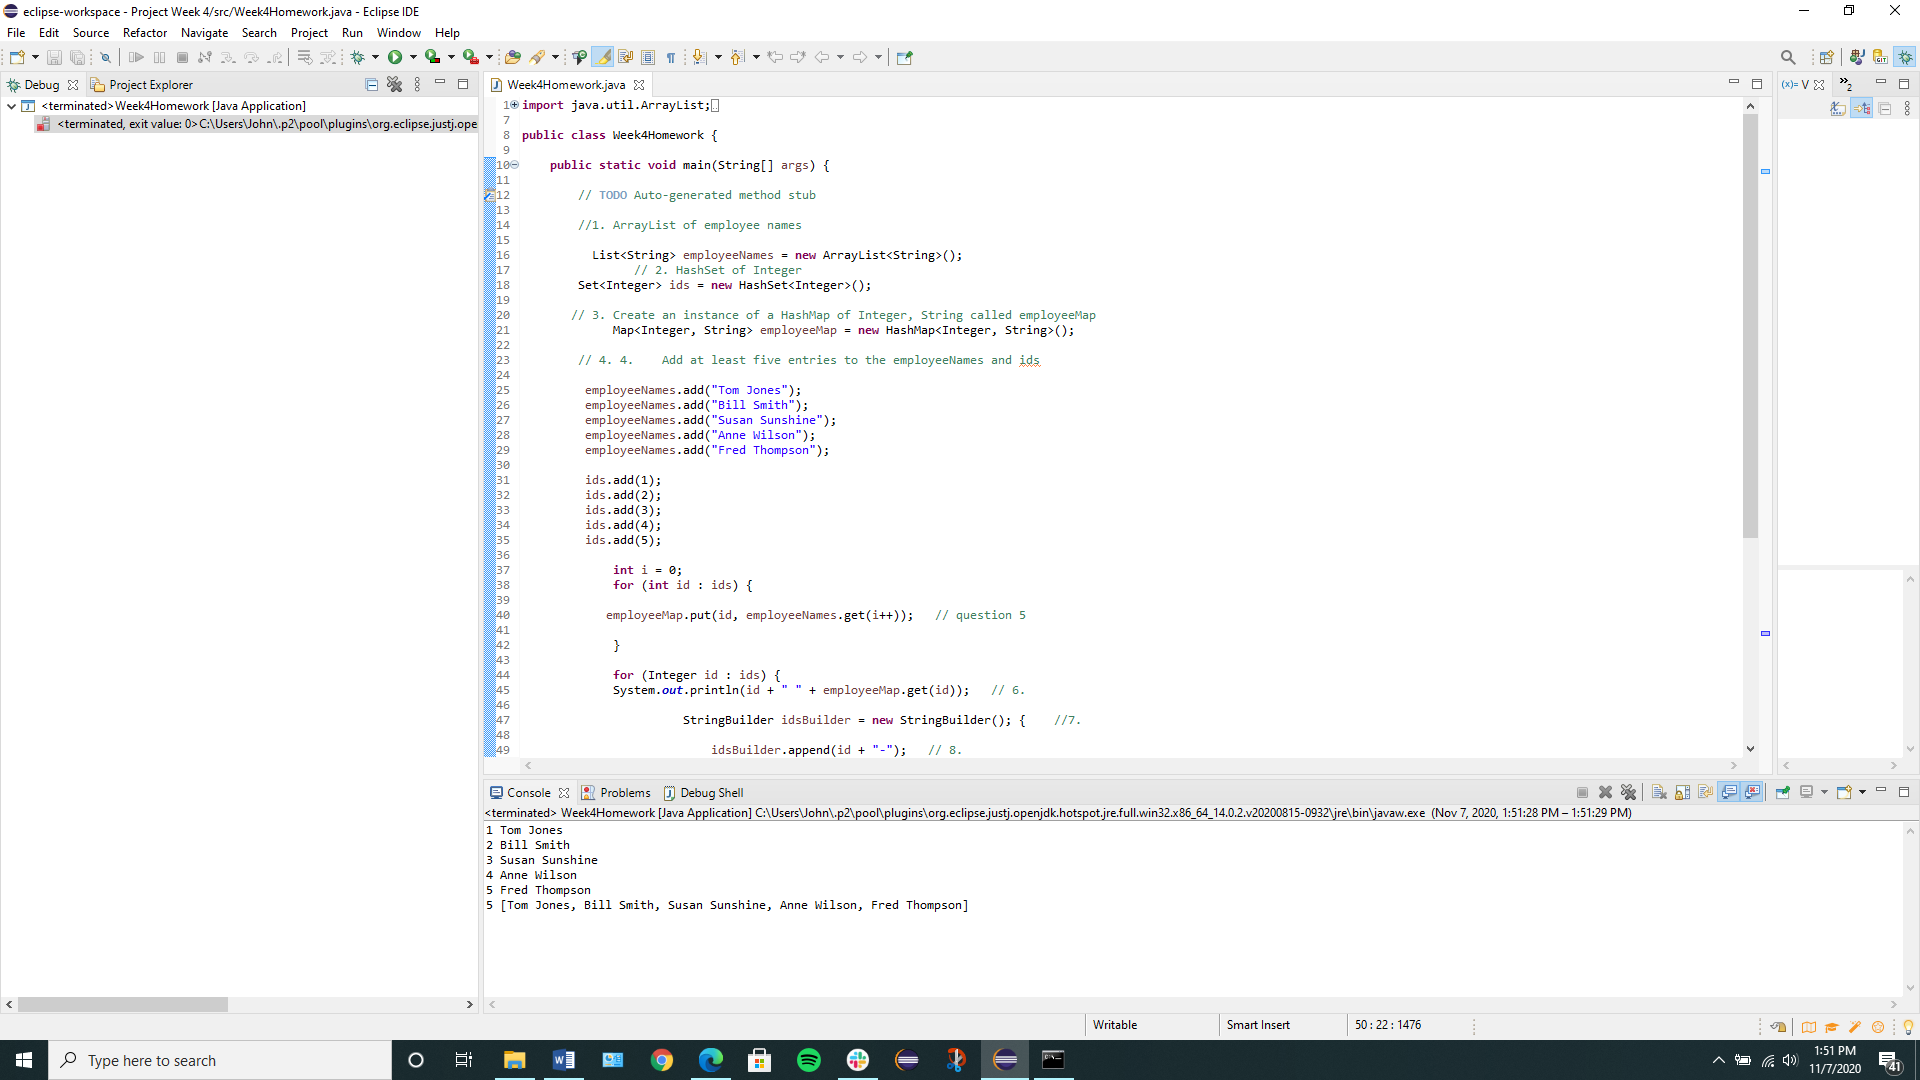 eclipse-workspace - Project Week 4/src/Week4Homework.java - Eclipse IDE
File Edit Source Refactor Navigate Search Project Run Window Help
Debug Project Explorer
<terminated>Week4Homework [Java Application]
<terminated, exit value: 0>C:\Users\John\.p2\pool\plugins\org.eclipse.justj.ope
Week4Homework.java
(x)= V
»2
1 import java.util.ArrayList;
7
8 public class Week4Homework {
9
10 public static void main(String[] args) {
11
12 // TODO Auto-generated method stub
13
14 //1. ArrayList of employee names
15
16 List<String> employeeNames = new ArrayList<String>();
17 // 2. HashSet of Integer
18 Set<Integer> ids = new HashSet<Integer>();
19
20 // 3. Create an instance of a HashMap of Integer, String called employeeMap
21 Map<Integer, String> employeeMap = new HashMap<Integer, String>();
22
23 // 4. 4. Add at least five entries to the employeeNames and ids
24
25 employeeNames.add("Tom Jones");
26 employeeNames.add("Bill Smith");
27 employeeNames.add("Susan Sunshine");
28 employeeNames.add("Anne Wilson");
29 employeeNames.add("Fred Thompson");
30
31 ids.add(1);
32 ids.add(2);
33 ids.add(3);
34 ids.add(4);
35 ids.add(5);
36
37 int i = 0;
38 for (int id : ids) {
39
40 employeeMap.put(id, employeeNames.get(i++)); // question 5
41
42 }
43
44 for (Integer id : ids) {
45 System.out.println(id + " " + employeeMap.get(id)); // 6.
46
47 StringBuilder idsBuilder = new StringBuilder(); { //7.
48
49 idsBuilder.append(id + "-"); // 8.
Console Problems Debug Shell
<terminated> Week4Homework [Java Application] C:\Users\John\.p2\pool\plugins\org.eclipse.justj.openjdk.hotspot.jre.full.win32.x86_64_14.0.2.v20200815-0932\jre\bin\javaw.exe (Nov 7, 2020, 1:51:28 PM – 1:51:29 PM)
1 Tom Jones
2 Bill Smith
3 Susan Sunshine
4 Anne Wilson
5 Fred Thompson
5 [Tom Jones, Bill Smith, Susan Sunshine, Anne Wilson, Fred Thompson]
Writable Smart Insert 50 : 22 : 1476
Type here to search
1:51 PM
11/7/2020
41